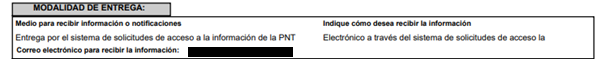 MODALIDAD DE ENTREGA:
Medio para recibir información o notificaciones
Indique cómo desea recibir la información
Entrega por el sistema de solicitudes de acceso a la información de la PNT
Electrónico a través del sistema de solicitudes de acceso la
Correo electrónico para recibir la información: